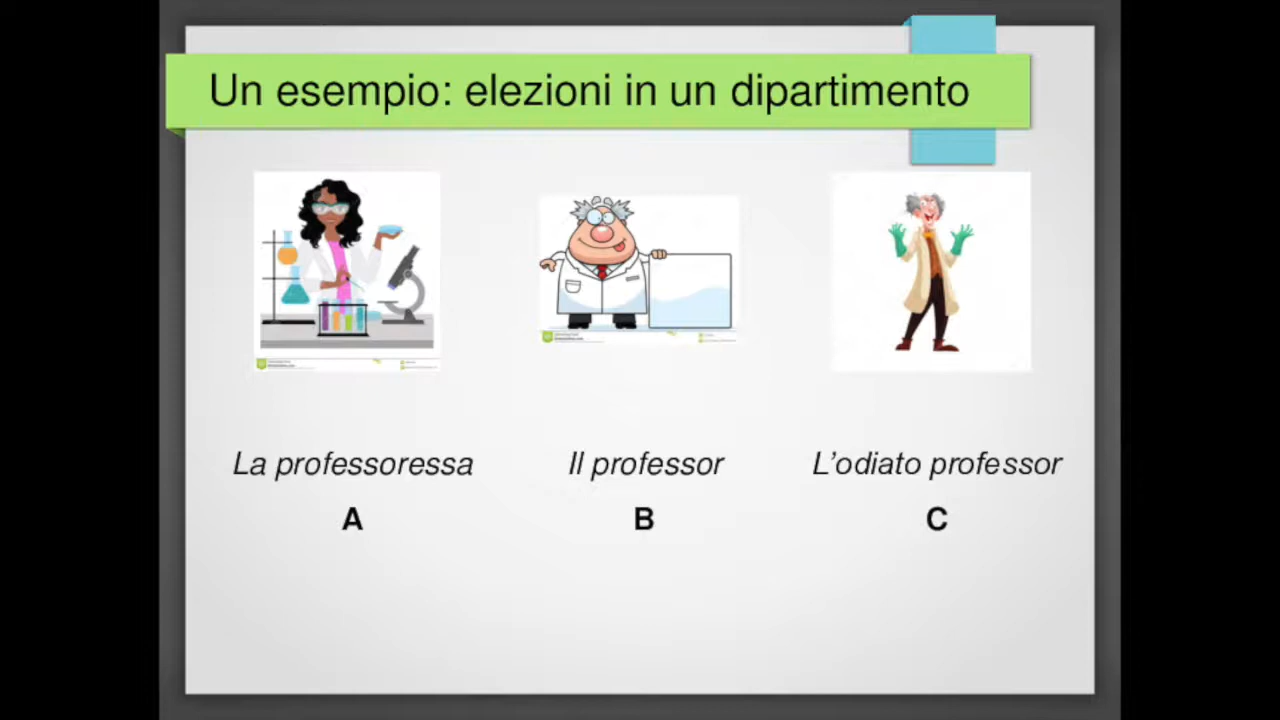 Un esempio: elezioni in un dipartimento
La professoressa
Il professor
L'odiato professor
A
B
C